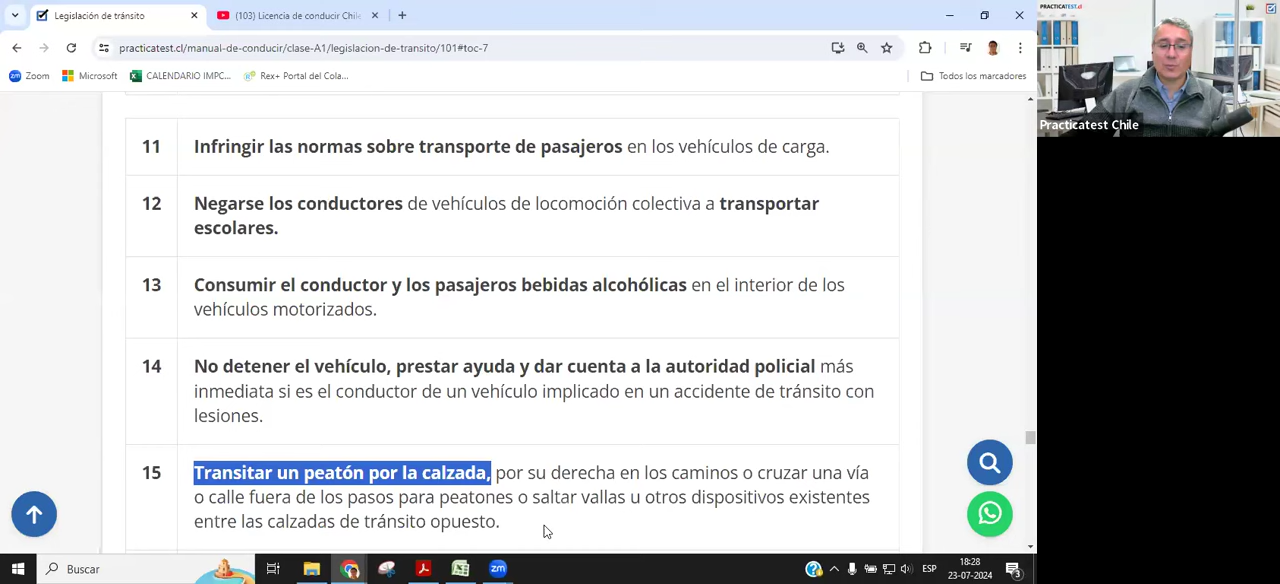 Legislación de tránsito
(103) Licencia de conducir
practicatest.cl/manual-de-conducir/clase-A1/legislacion-de-transito/101#toc-7
Zoom
Microsoft
CALENDARIO IMPC...
Rex+ Portal del Cola...
Todos los marcadores
PRACTICATEST.cl
Practicatest Chile
11 Infringir las normas sobre transporte de pasajeros en los vehículos de carga.
12 Negarse los conductores de vehículos de locomoción colectiva a transportar
escolares.
13 Consumir el conductor y los pasajeros bebidas alcohólicas en el interior de los
vehículos motorizados.
14 No detener el vehículo, prestar ayuda y dar cuenta a la autoridad policial más
inmediata si es el conductor de un vehículo implicado en un accidente de tránsito con
lesiones.
15 Transitar un peatón por la calzada, por su derecha en los caminos o cruzar una vía
o calle fuera de los pasos para peatones o saltar vallas u otros dispositivos existentes
entre las calzadas de tránsito opuesto.
Buscar
zm
ESP
18:28
23-07-2024
3